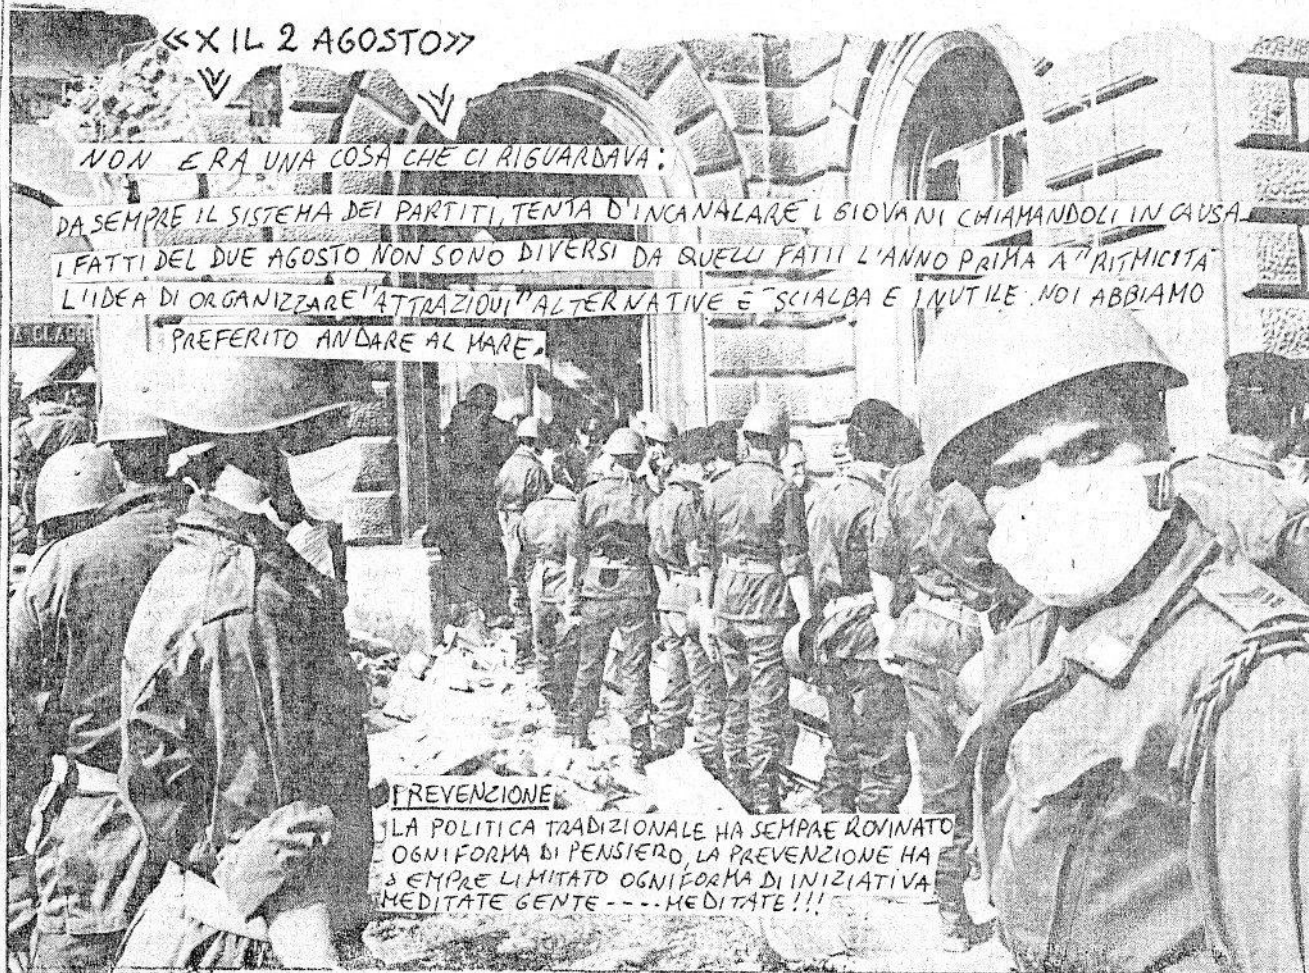 «X IL 2 AGOSTO»
NON ERA UNA COSA CHE CI RIGUARDAVA:
DA SEMPRE IL SISTEMA DEI PARTITI, TENTA D'INCANALARE I GIOVANI CHIAMANDOLI IN CAUSA
I FATTI DEL DUE AGOSTO NON SONO DIVERSI DA QUELLI FATTI L'ANNO PRIMA A "RITMICITA'
L'IDEA DI ORGANIZZARE "ATTRAZIONI" ALTERNATIVE E' SCIALBA E INUTILE. NOI ABBIAMO
PREFERITO ANDARE AL MARE.
PREVENZIONE
LA POLITICA TRADIZIONALE HA SEMPRE ROVINATO
OGNI FORMA DI PENSIERO, LA PREVENZIONE HA
SEMPRE LIMITATO OGNI FORMA DI INIZIATIVA.
MEDITATE GENTE ---- MEDITATE!!!